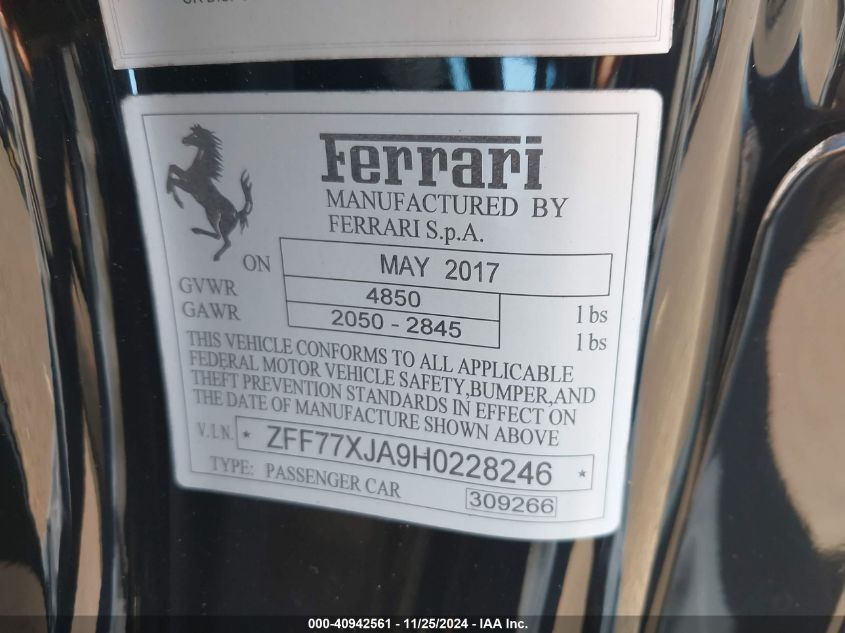 Ferrari
MANUFACTURED BY
FERRARI S.p.A.
ON MAY 2017
GVWR 4850 lbs
GAWR 2050 - 2845 lbs
THIS VEHICLE CONFORMS TO ALL APPLICABLE
FEDERAL MOTOR VEHICLE SAFETY,BUMPER,AND
THEFT PREVENTION STANDARDS IN EFFECT ON
THE DATE OF MANUFACTURE SHOWN ABOVE
V.I.N. * ZFF77XJA9H0228246 *
TYPE: PASSENGER CAR 309266
000-40942561 - 11/25/2024 - IAA Inc.